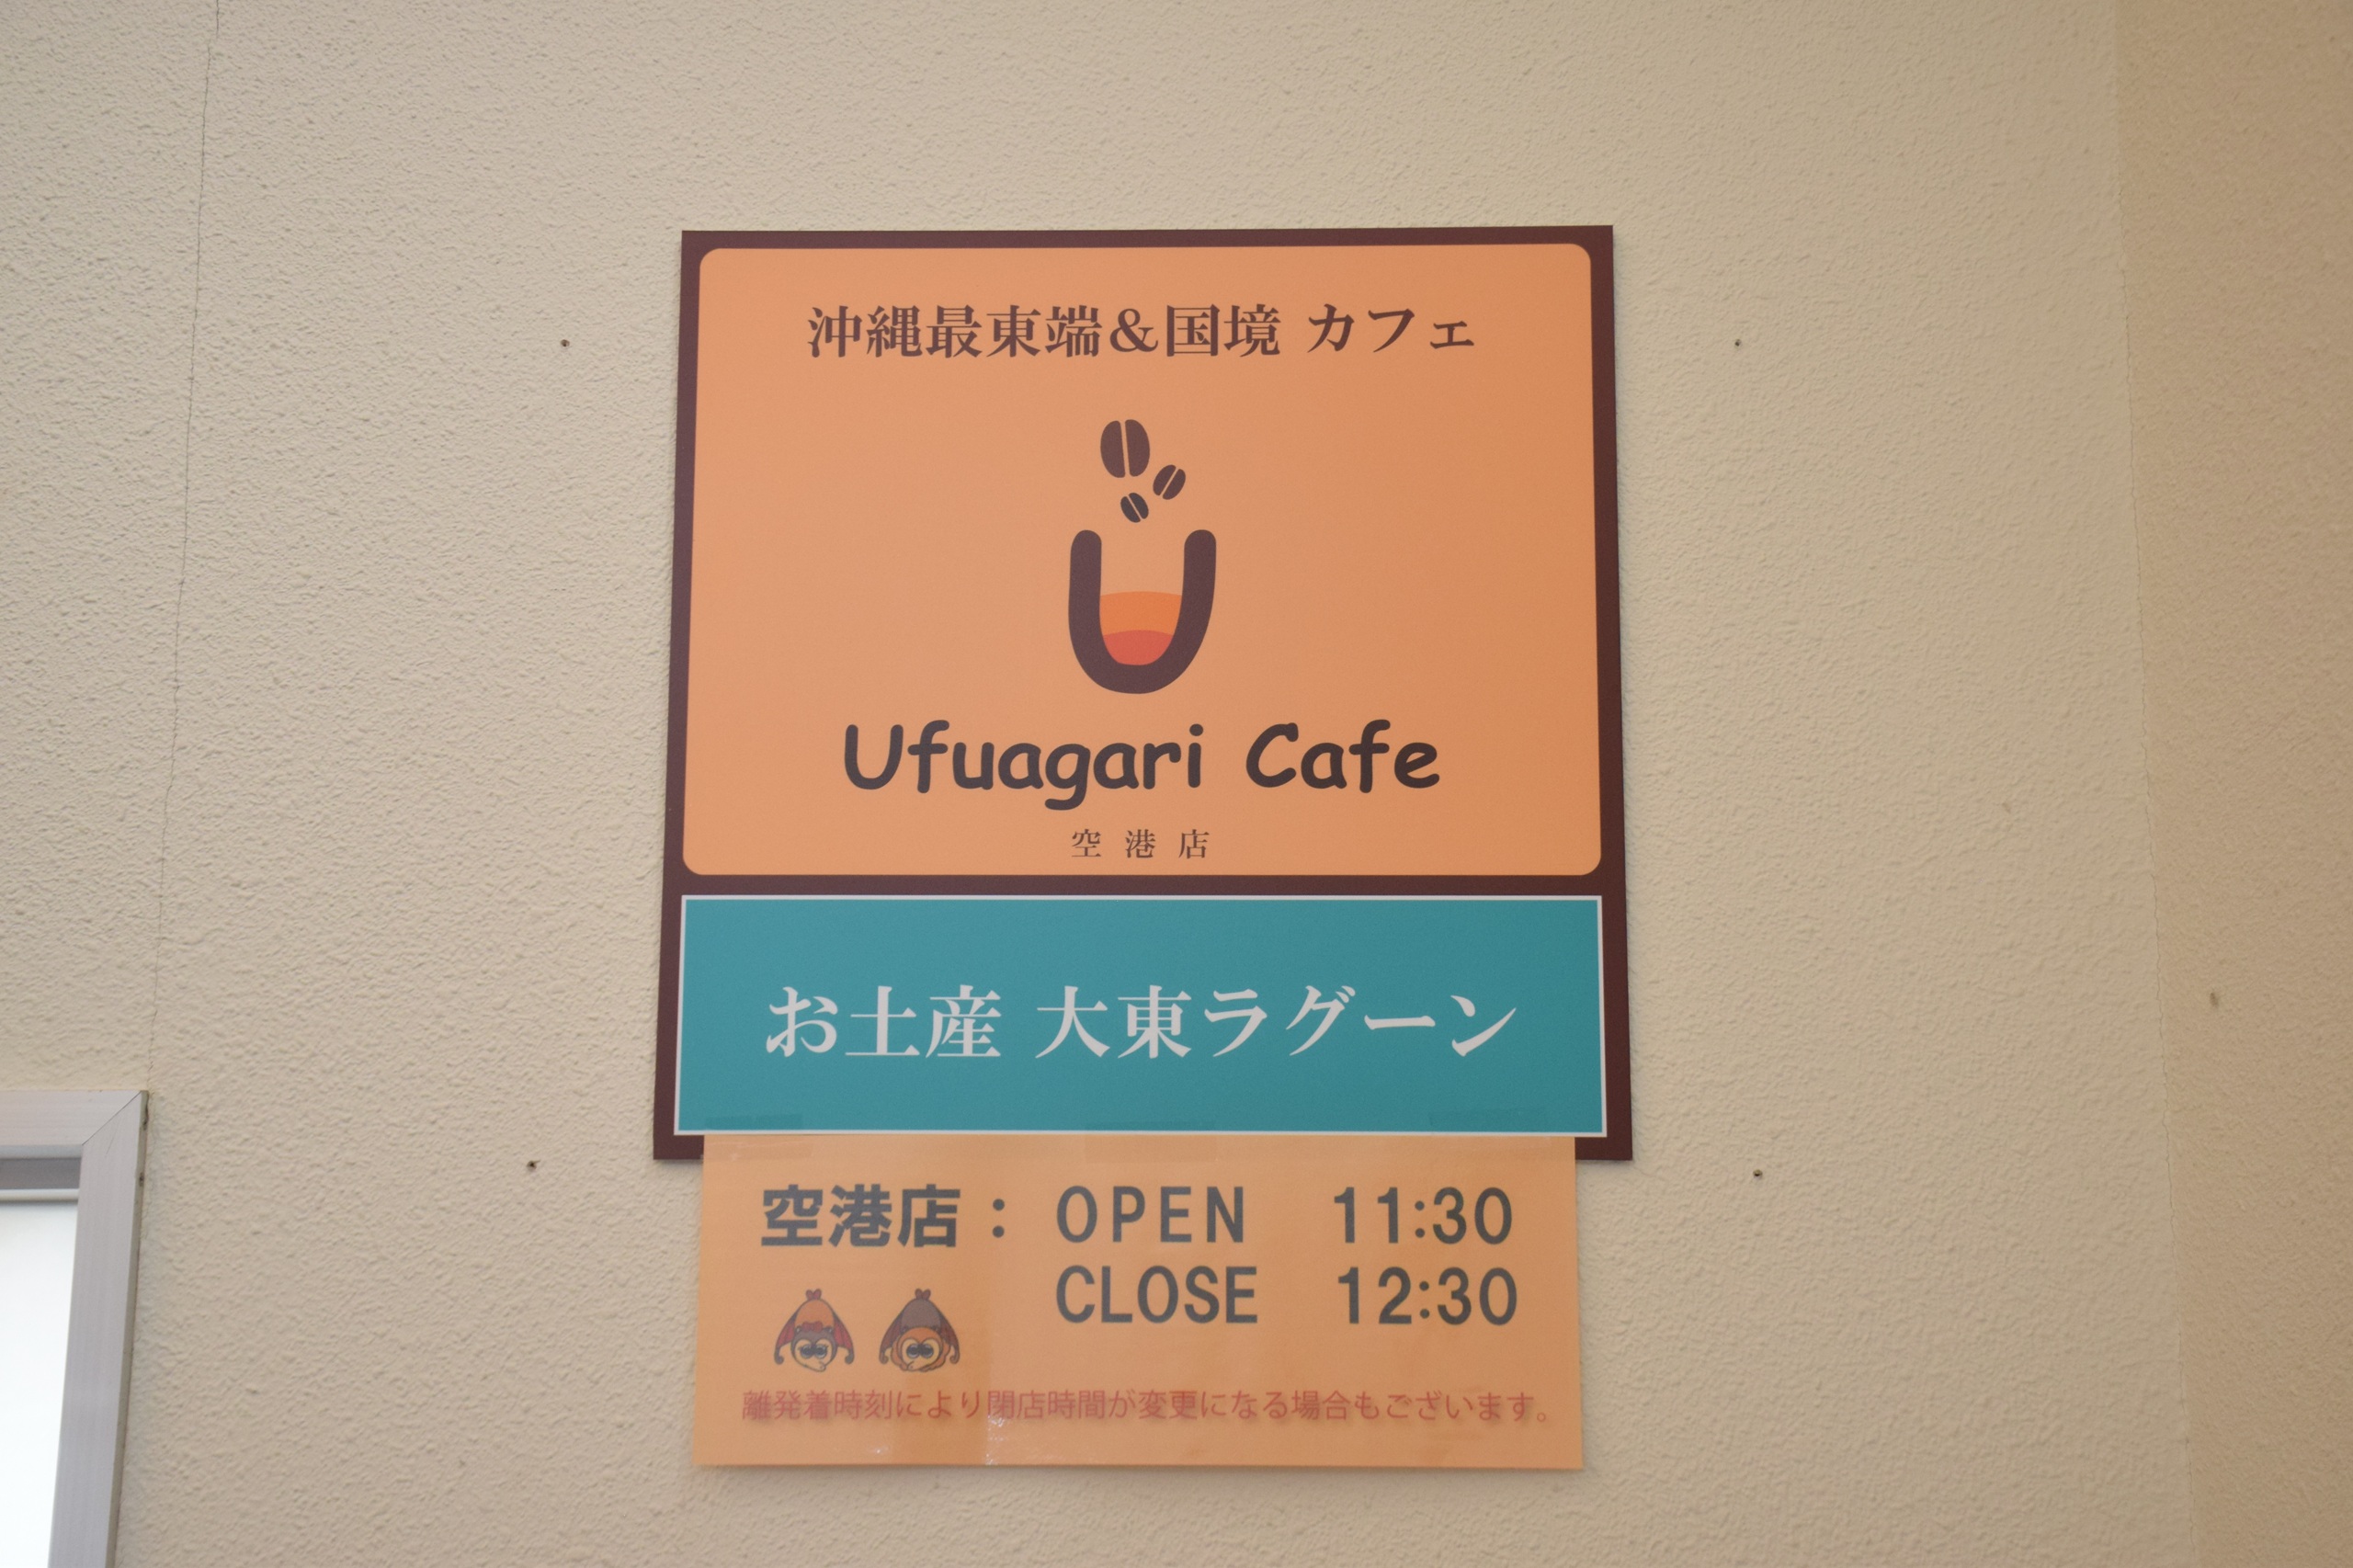 沖縄最東端&国境 カフェ
Ufuagari Cafe
空港店
お土産 大東ラグーン
空港店： OPEN 11:30
CLOSE 12:30
離発着時刻により閉店時間が変更になる場合もございます。